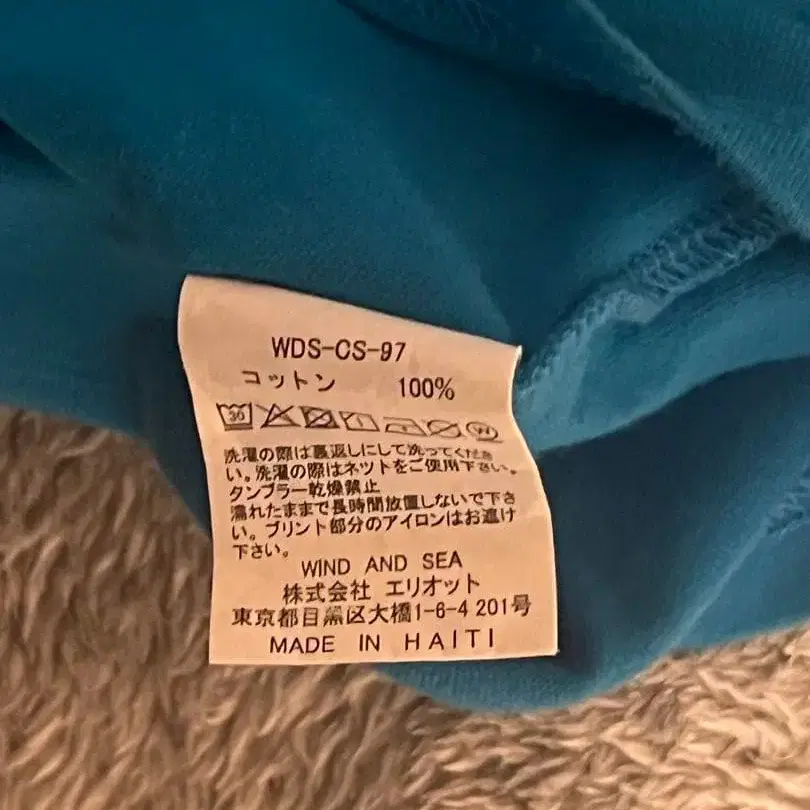 WDS-CS-97
コットン 100%
30
洗濯の際は裏返しにして洗ってくださ
い。洗濯の際はネットをご使用下さい。
タンブラー乾燥禁止
濡れたままで長時間放置しないで下さ
い。プリント部分のアイロンはお避け
下さい。
WIND AND SEA
株式会社 エリオット
東京都目黒区大橋1-6-4 201号
MADE IN HAITI